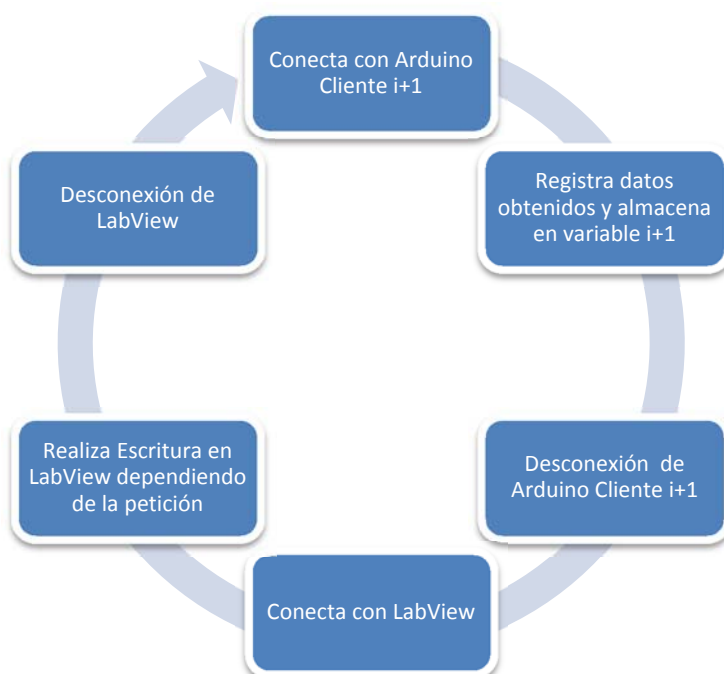 Conecta con Arduino
Cliente i+1
Registra datos
obtenidos y almacena
en variable i+1
Desconexión de
Arduino Cliente i+1
Conecta con LabView
Realiza Escritura en
LabView dependiendo
de la petición
Desconexión de
LabView